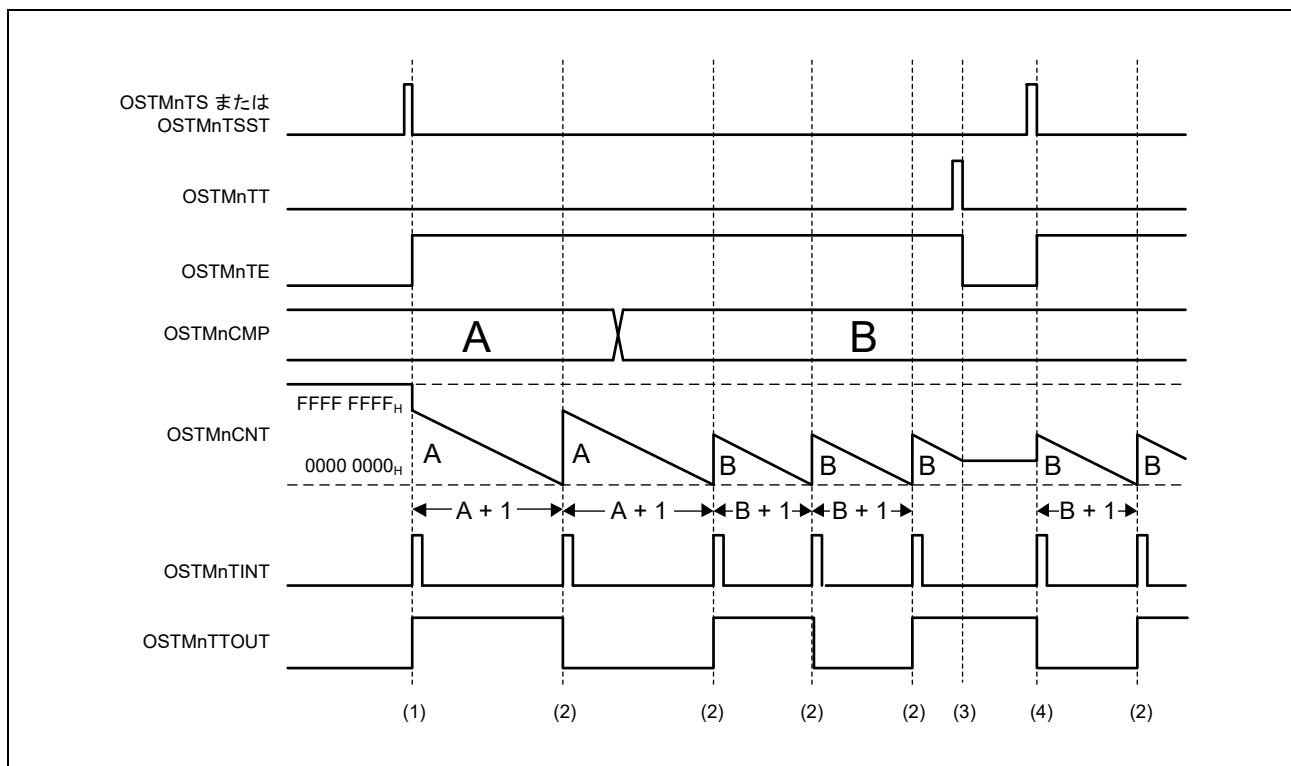 OSTMnTS または
OSTMnTSST
OSTMnTT
OSTMnTE
OSTMnCMP
A
B
OSTMnCNT
FFFF FFFFH
0000 0000H
A
A
B
B
B
B
B
A + 1
A + 1
B + 1
B + 1
B + 1
OSTMnTINT
OSTMnTTOUT
(1)
(2)
(2)
(2)
(2)
(3)
(4)
(2)